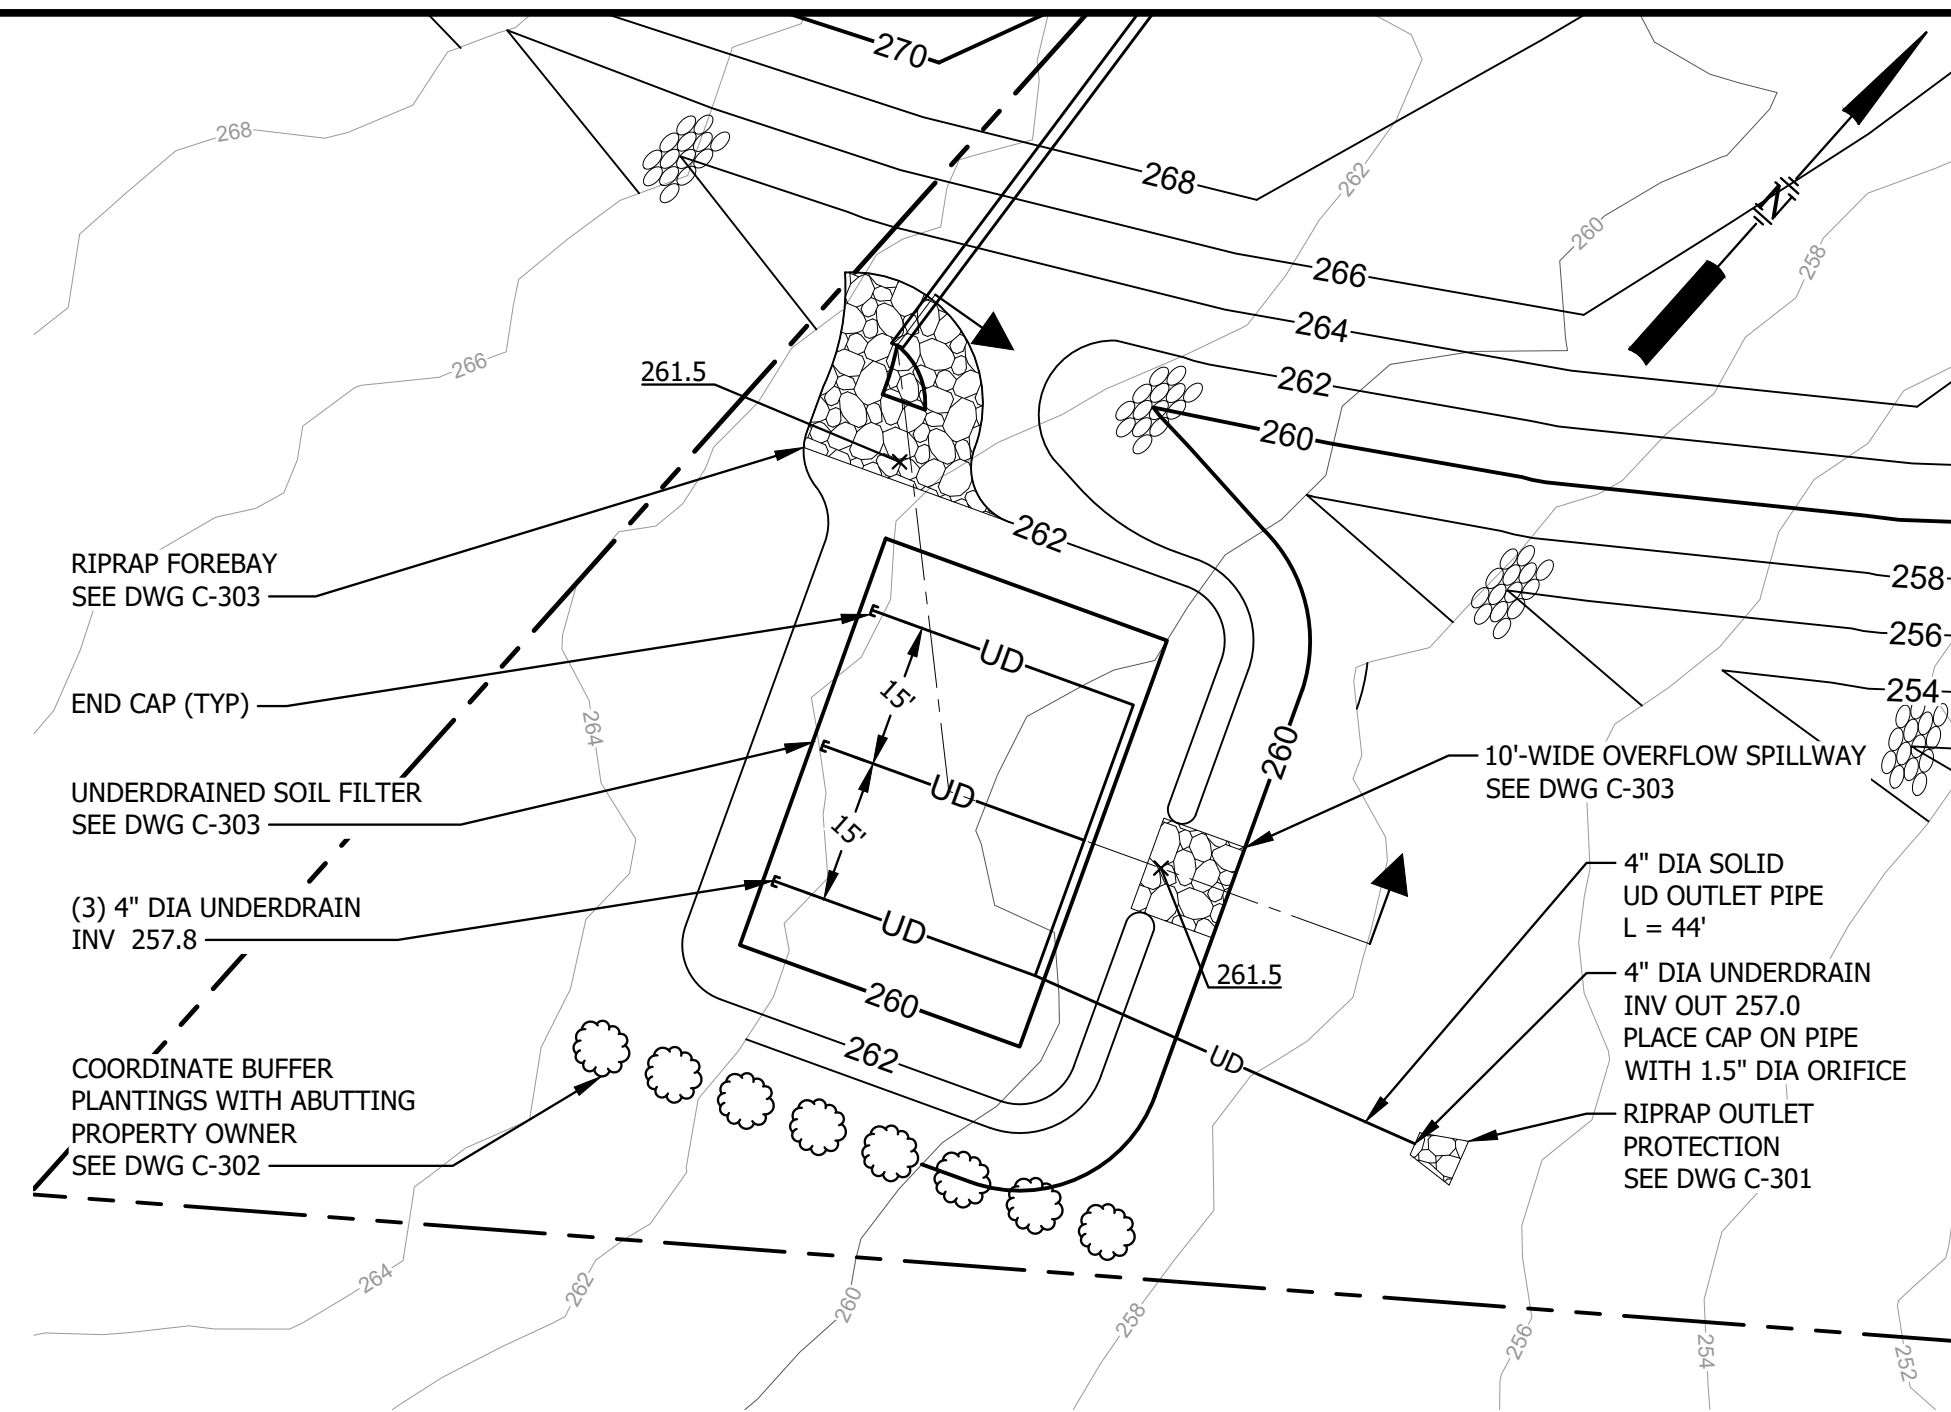 270
268
268
262
260
258
N
266
264
266
261.5
262
260
262
RIPRAP FOREBAY
SEE DWG C-303
258
256
254
UD
END CAP (TYP)
15'
264
260
10'-WIDE OVERFLOW SPILLWAY
SEE DWG C-303
UNDERDRAINED SOIL FILTER
SEE DWG C-303
UD
15'
4" DIA SOLID
UD OUTLET PIPE
L = 44'
(3) 4" DIA UNDERDRAIN
INV 257.8
UD
261.5
4" DIA UNDERDRAIN
INV OUT 257.0
PLACE CAP ON PIPE
WITH 1.5" DIA ORIFICE
260
262
UD
COORDINATE BUFFER
PLANTINGS WITH ABUTTING
PROPERTY OWNER
SEE DWG C-302
RIPRAP OUTLET
PROTECTION
SEE DWG C-301
264
262
260
258
256
254
252